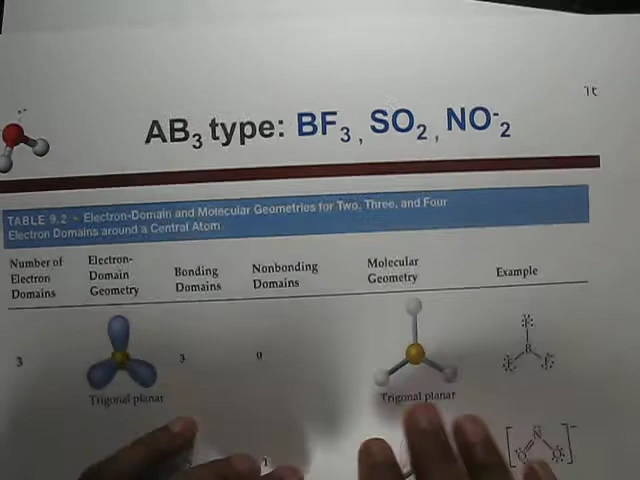 AB3 type: BF3, SO2, NO-2
TABLE 9.2 • Electron-Domain and Molecular Geometries for Two, Three, and Four
Electron Domains around a Central Atom
Number of Electron Domains
Electron-Domain Geometry
Bonding Domains
Nonbonding Domains
Molecular Geometry
Example
3
3
0
Trigonal planar
Trigonal planar
F
B
F
F
1
N
O
O